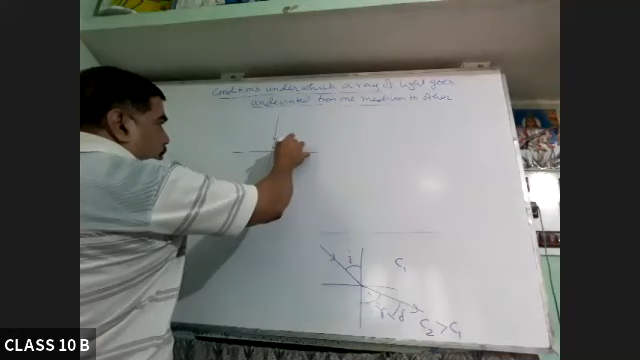 Conditions under which a ray of light goes
undeviated from one medium to other
i
C₁
r
C₂ > C₁
CLASS 10 B